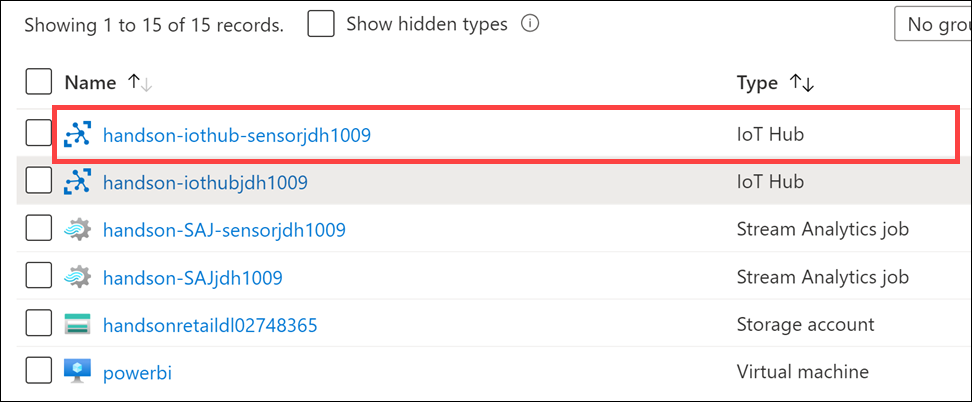 Showing 1 to 15 of 15 records. Show hidden types No grou
Name Type
handson-iothub-sensorjdh1009 IoT Hub
handson-iothubjdh1009 IoT Hub
handson-SAJ-sensorjdh1009 Stream Analytics job
handson-SAJjdh1009 Stream Analytics job
handsonretaildl02748365 Storage account
powerbi Virtual machine